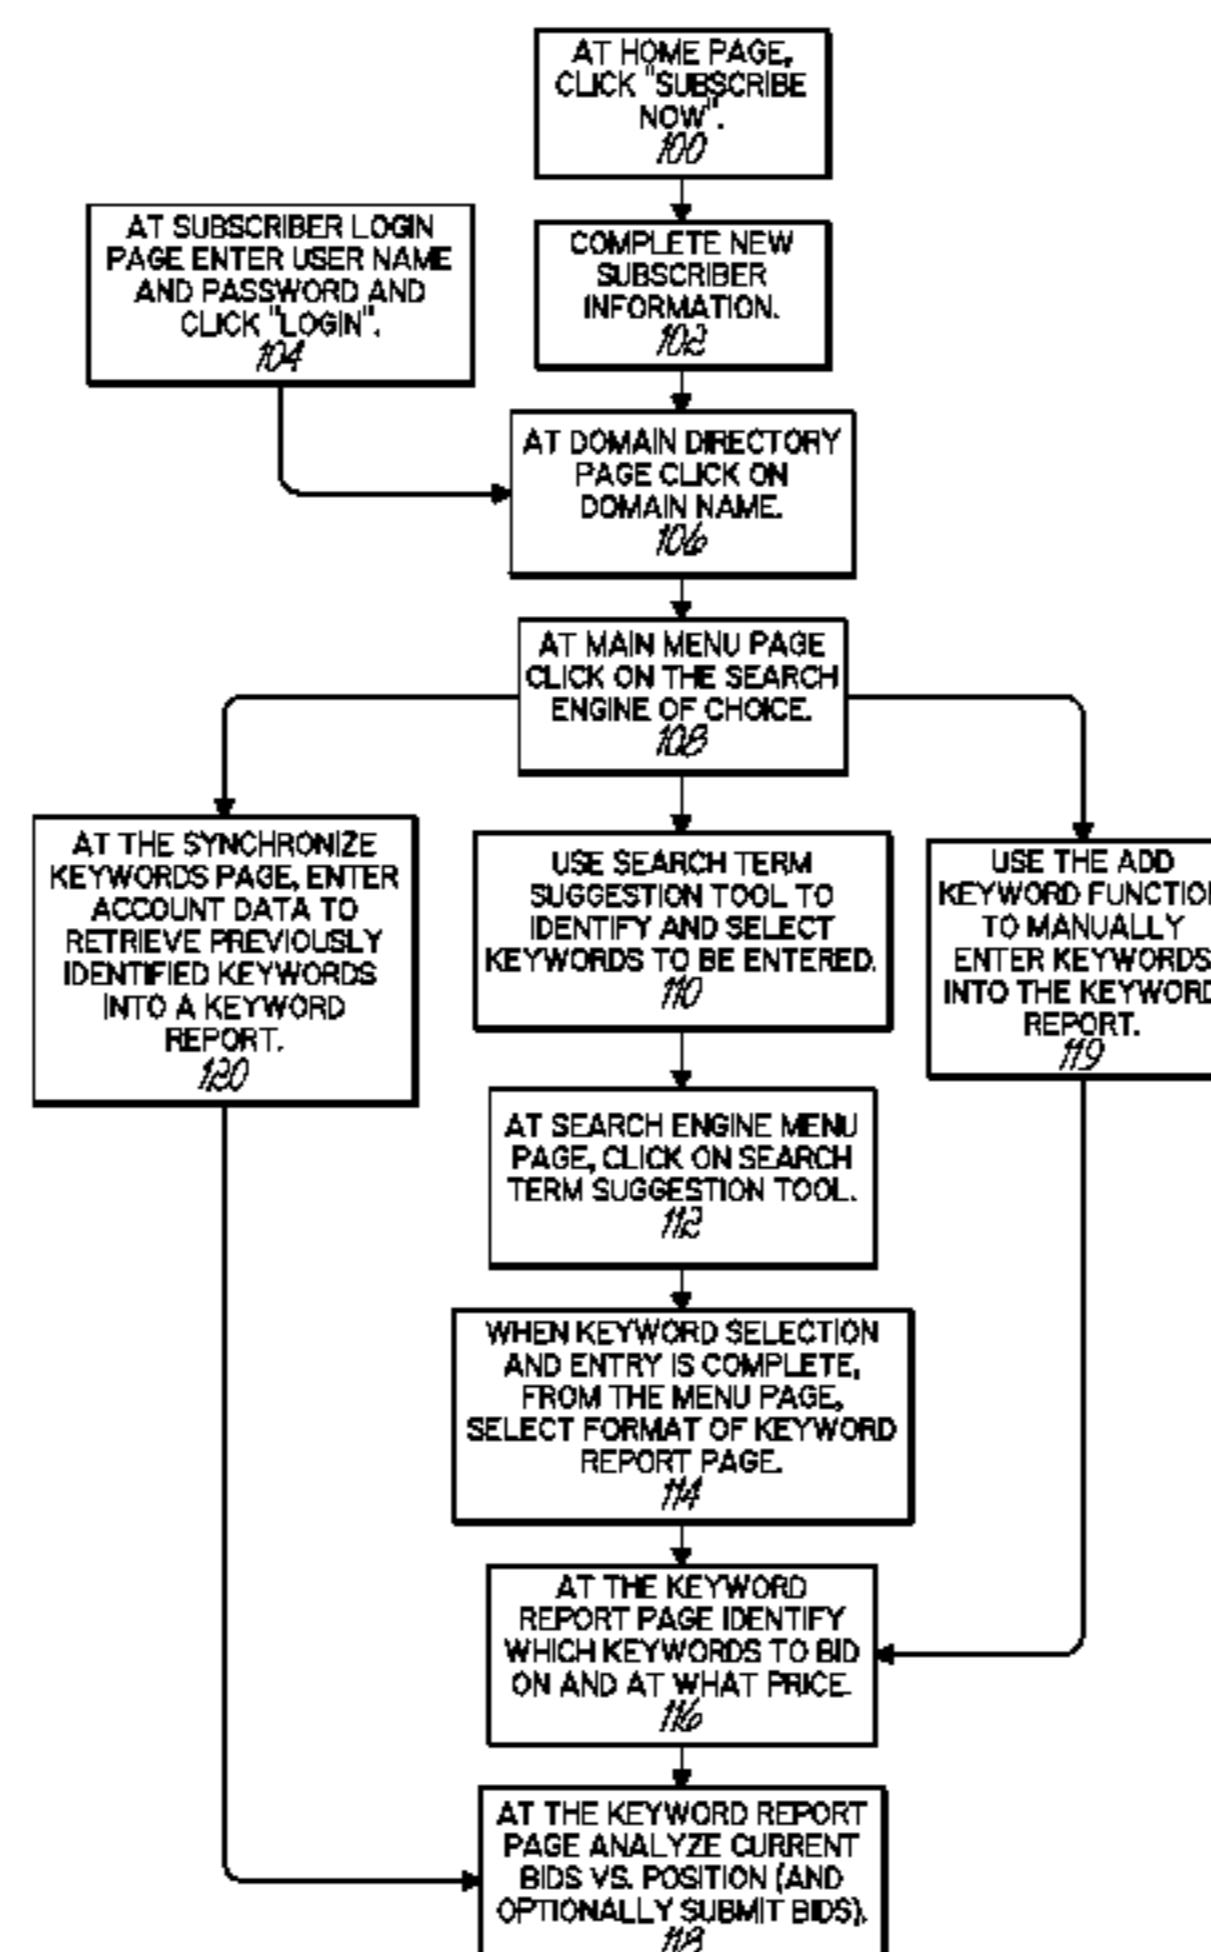 AT HOME PAGE,
CLICK "SUBSCRIBE
NOW".
100
AT SUBSCRIBER LOGIN
PAGE ENTER USER NAME
AND PASSWORD AND
CLICK "LOGIN".
104
COMPLETE NEW
SUBSCRIBER
INFORMATION.
102
AT DOMAIN DIRECTORY
PAGE CLICK ON
DOMAIN NAME.
106
AT MAIN MENU PAGE
CLICK ON THE SEARCH
ENGINE OF CHOICE.
108
AT THE SYNCHRONIZE
KEYWORDS PAGE, ENTER
ACCOUNT DATA TO
RETRIEVE PREVIOUSLY
IDENTIFIED KEYWORDS
INTO A KEYWORD
REPORT.
120
USE SEARCH TERM
SUGGESTION TOOL TO
IDENTIFY AND SELECT
KEYWORDS TO BE ENTERED.
110
USE THE ADD
KEYWORD FUNCTION
TO MANUALLY
ENTER KEYWORDS
INTO THE KEYWORD
REPORT.
119
AT SEARCH ENGINE MENU
PAGE, CLICK ON SEARCH
TERM SUGGESTION TOOL.
112
WHEN KEYWORD SELECTION
AND ENTRY IS COMPLETE,
FROM THE MENU PAGE,
SELECT FORMAT OF KEYWORD
REPORT PAGE.
114
AT THE KEYWORD
REPORT PAGE IDENTIFY
WHICH KEYWORDS TO BID
ON AND AT WHAT PRICE.
116
AT THE KEYWORD REPORT
PAGE ANALYZE CURRENT
BIDS VS. POSITION (AND
OPTIONALLY SUBMIT BIDS).
118